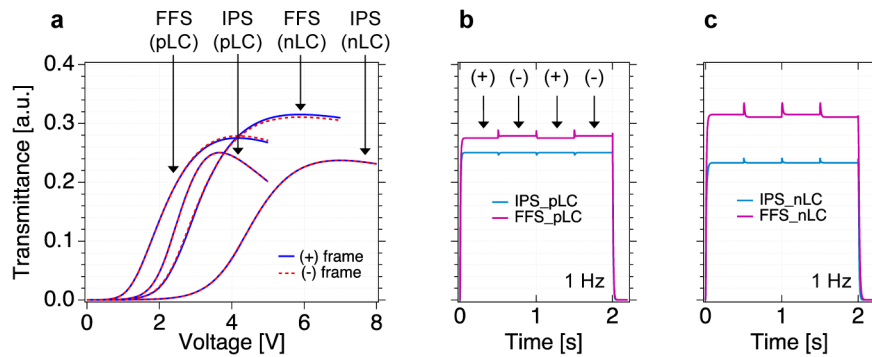 a
FFS IPS FFS IPS
(pLC) (pLC) (nLC) (nLC)
Transmittance [a.u.]
0.3
0.2
0.1
0.0
(+) frame
(-) frame
0 2 4 6 8
Voltage [V]
b
(+) (-) (+) (-)
IPS_pLC
FFS_pLC
1 Hz
0 1 2
Time [s]
c
IPS_nLC
FFS_nLC
1 Hz
0 1 2
Time [s]